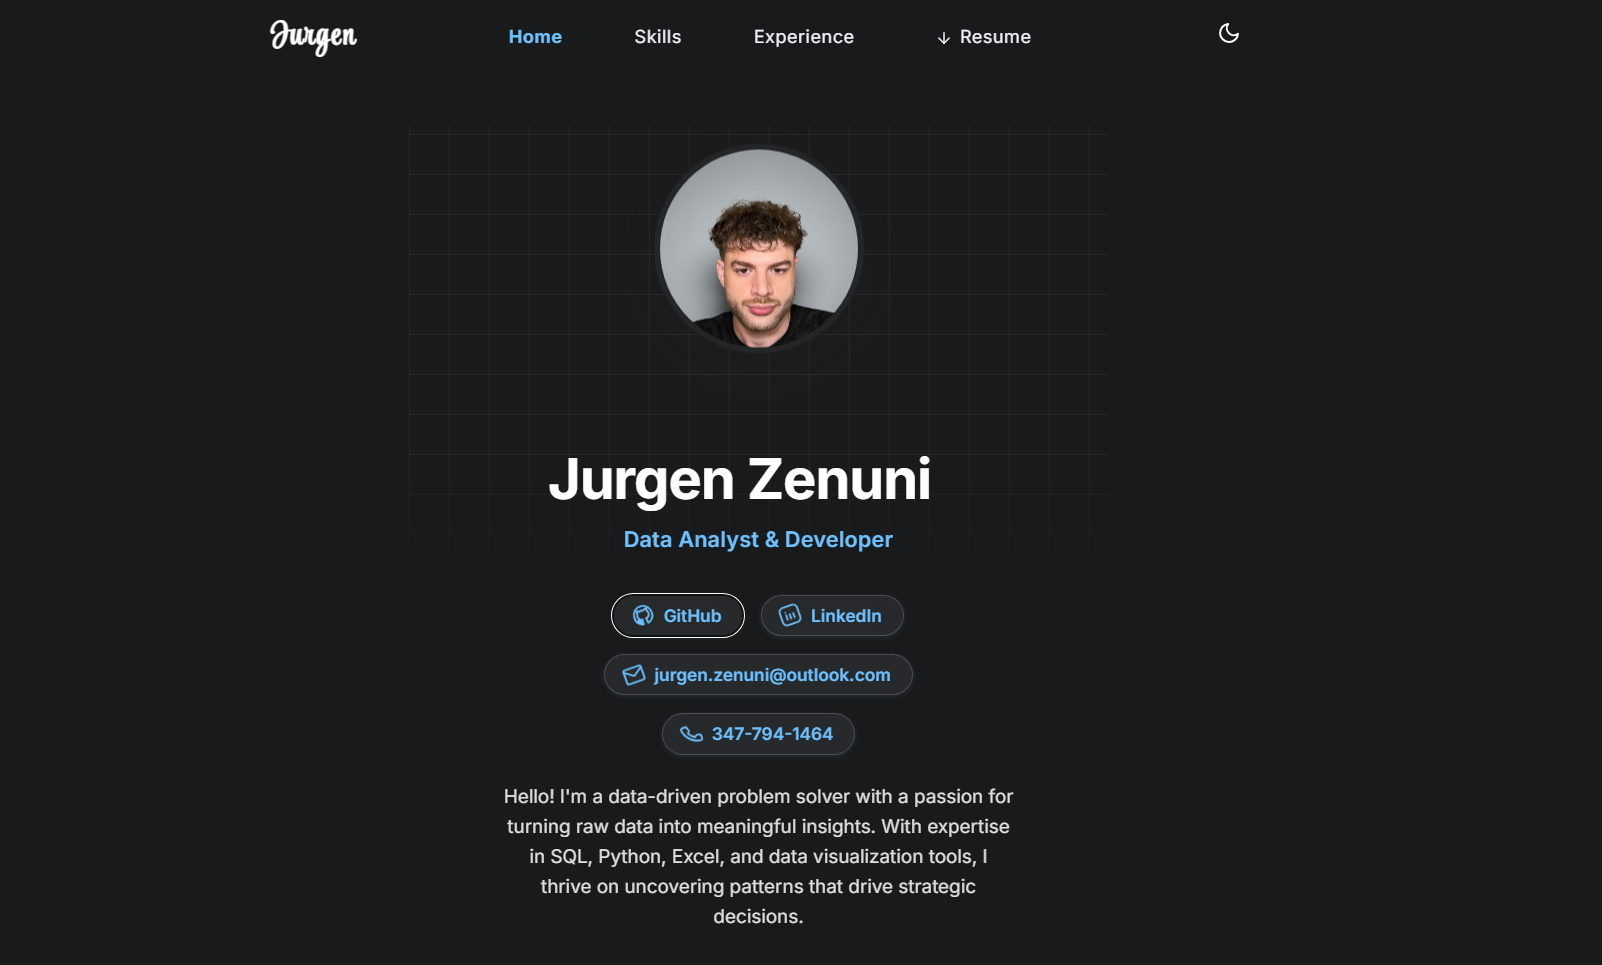 Jurgen
Home
Skills
Experience
Resume
Jurgen Zenuni
Data Analyst & Developer
GitHub
LinkedIn
jurgen.zenuni@outlook.com
347-794-1464
Hello! I'm a data-driven problem solver with a passion for
turning raw data into meaningful insights. With expertise
in SQL, Python, Excel, and data visualization tools, I
thrive on uncovering patterns that drive strategic
decisions.